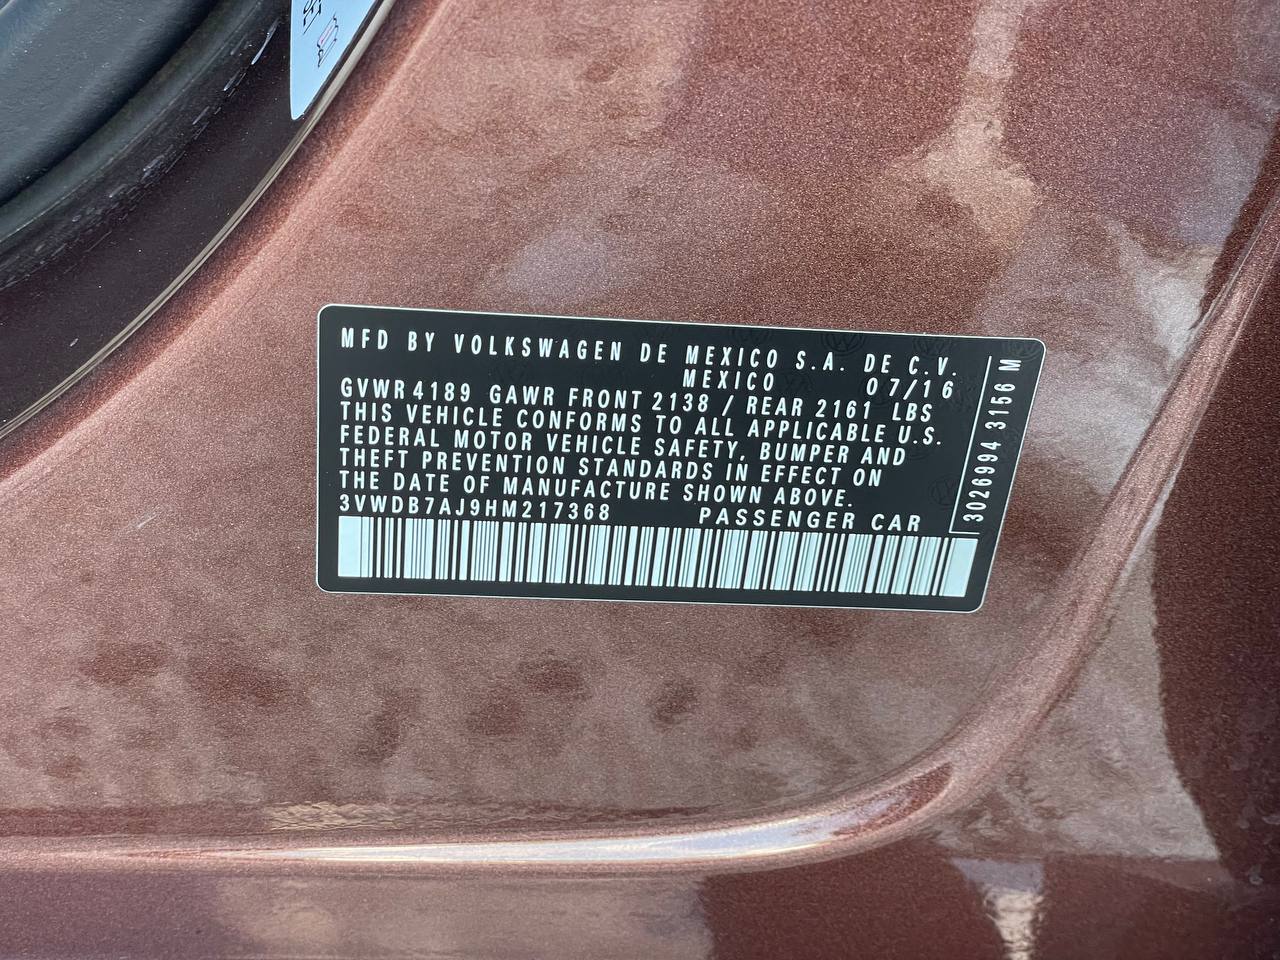 MFD BY VOLKSWAGEN DE MEXICO S.A. DE C.V.
MEXICO 07/16
GVWR 4189 GAWR FRONT 2138 / REAR 2161 LBS
THIS VEHICLE CONFORMS TO ALL APPLICABLE U.S.
FEDERAL MOTOR VEHICLE SAFETY, BUMPER AND
THEFT PREVENTION STANDARDS IN EFFECT ON
THE DATE OF MANUFACTURE SHOWN ABOVE.
3VWDB7AJ9HM217368 PASSENGER CAR
3026994 3156 M